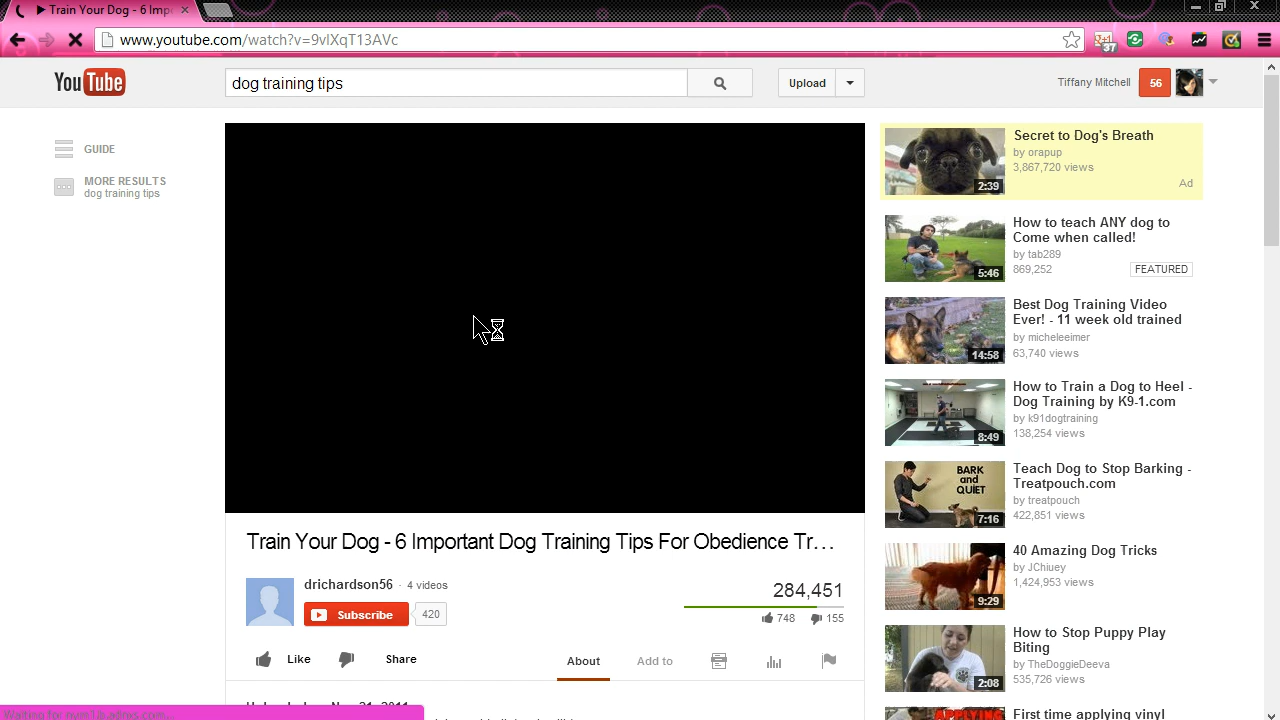 Train Your Dog - 6 Imp
www.youtube.com/watch?v=9vlXqT13AVc
37
YouTube
dog training tips
Upload
Tiffany Mitchell
56
GUIDE
MORE RESULTS
dog training tips
Secret to Dog's Breath
by orapup
3,867,720 views
Ad
2:39
How to teach ANY dog to
Come when called!
by tab289
869,252
FEATURED
5:46
Best Dog Training Video
Ever! - 11 week old trained
by micheleeimer
63,740 views
14:58
How to Train a Dog to Heel -
Dog Training by K9-1.com
by k91dogtraining
138,254 views
8:49
BARK
and
QUIET
Teach Dog to Stop Barking -
Treatpouch.com
by treatpouch
422,851 views
7:16
40 Amazing Dog Tricks
by JChiuey
1,424,953 views
9:29
How to Stop Puppy Play
Biting
by TheDoggieDeeva
535,726 views
2:08
APPLYING
First time applying vinyl
Train Your Dog - 6 Important Dog Training Tips For Obedience Tr...
drichardson56 · 4 videos
Subscribe
420
284,451
748
155
Like
Share
About
Add to